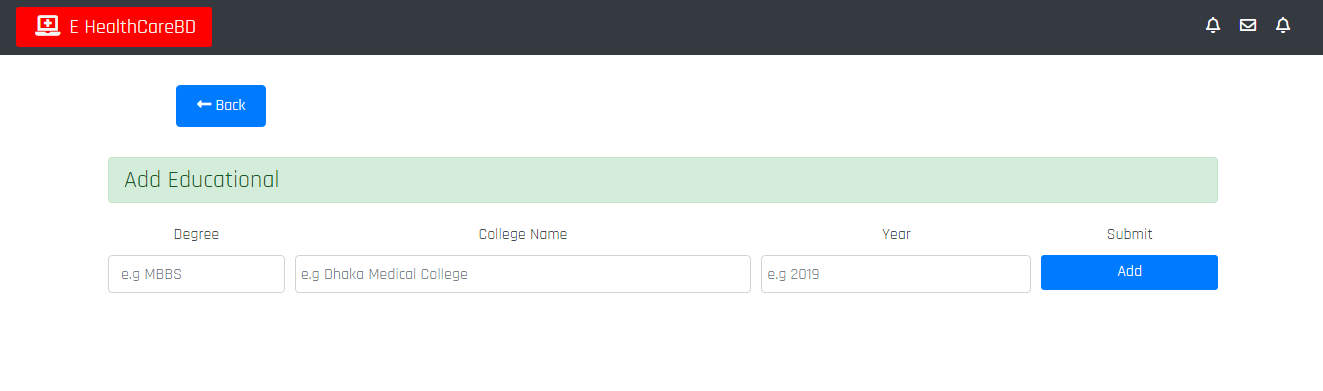 E HealthCareBD
Back
Add Educational
Degree College Name Year Submit
e.g MBBS e.g Dhaka Medical College e.g 2019 Add